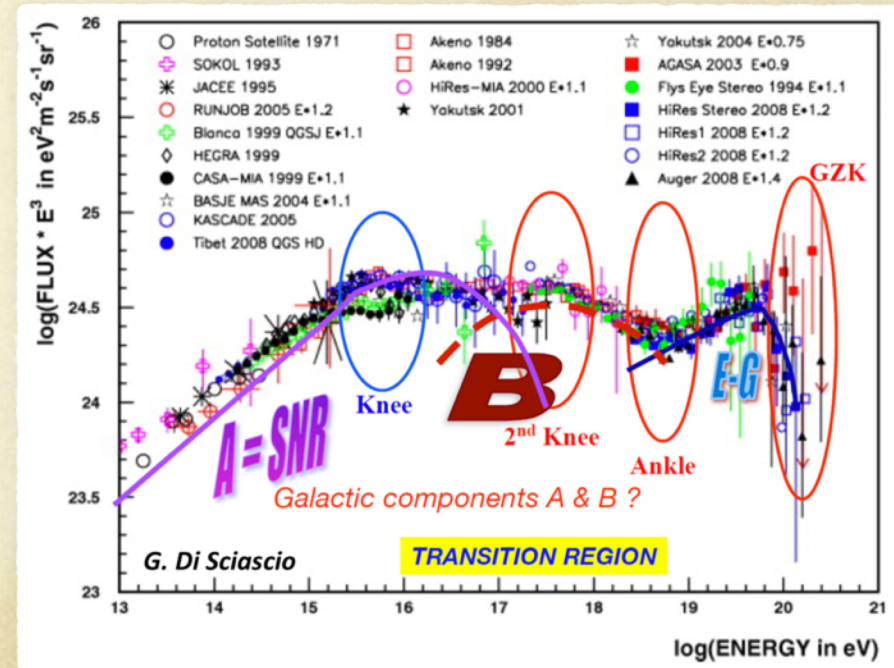 log(FLUX * E³ in eV²m⁻²s⁻¹sr⁻¹)
26
25.5
25
24.5
24
23.5
23
Proton Satellite 1971
SOKOL 1993
JACEE 1995
RUNJOB 2005 E*1.2
Blanca 1999 QGSJ E*1.1
HEGRA 1999
CASA-MIA 1999 E*1.1
BASJE MAS 2004 E*1.1
KASCADE 2005
Tibet 2008 QGS HD
Akeno 1984
Akeno 1992
HiRes-MIA 2000 E*1.1
Yakutsk 2001
Yakutsk 2004 E*0.75
AGASA 2003 E*0.9
Flys Eye Stereo 1994 E*1.1
HiRes Stereo 2008 E*1.2
HiRes1 2008 E*1.2
HiRes2 2008 E*1.2
Auger 2008 E*1.4
GZK
A = SNR
Knee
B
2nd Knee
E-G
Ankle
Galactic components A & B ?
G. Di Sciascio
TRANSITION REGION
13 14 15 16 17 18 19 20 21
log(ENERGY in eV)